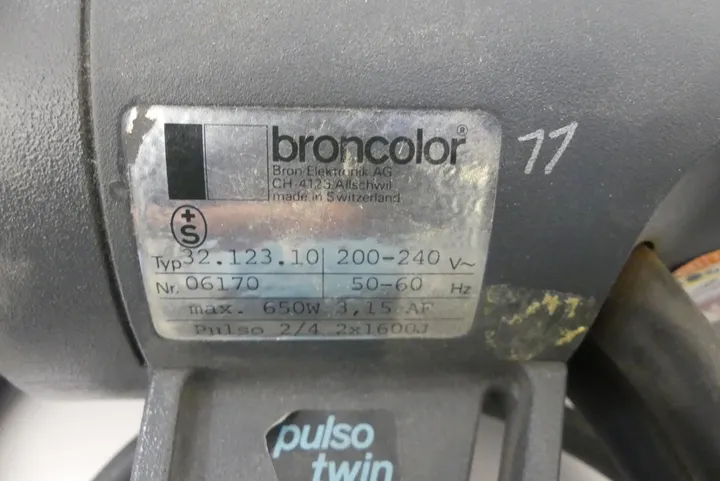 broncolor®
Bron Elektronik AG
CH-4123 Allschwil
made in Switzerland
+S
Typ 32.123.10 200-240 V~
Nr. 06170 50-60 Hz
max. 650W 3,15 AF
Pulso 2/4 2x1600J
11
pulso
twin